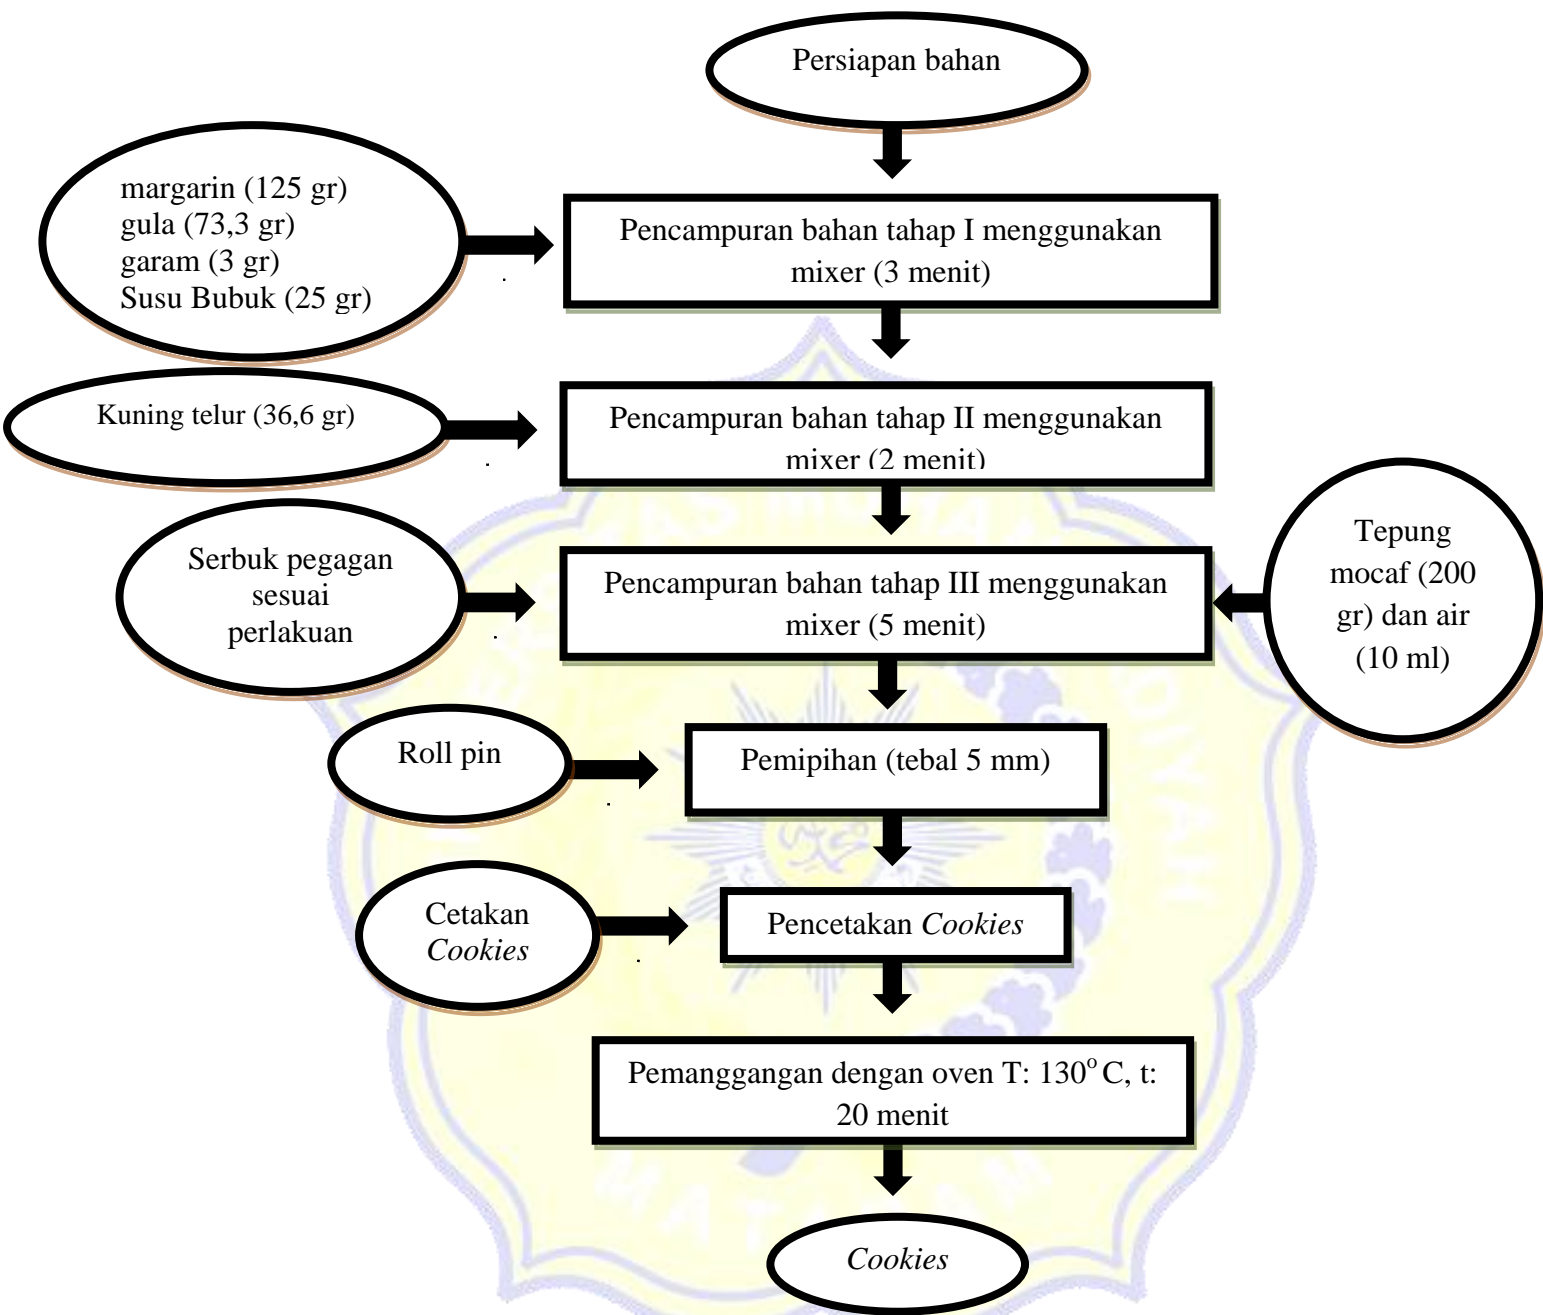 Persiapan bahan
margarin (125 gr)
gula (73,3 gr)
garam (3 gr)
Susu Bubuk (25 gr)
Pencampuran bahan tahap I menggunakan
mixer (3 menit)
Kuning telur (36,6 gr)
Pencampuran bahan tahap II menggunakan
mixer (2 menit)
Serbuk pegagan
sesuai
perlakuan
Pencampuran bahan tahap III menggunakan
mixer (5 menit)
Tepung
mocaf (200
gr) dan air
(10 ml)
Roll pin
Pemipihan (tebal 5 mm)
Cetakan
Cookies
Pencetakan Cookies
Pemanggangan dengan oven T: 130° C, t:
20 menit
Cookies
MATARAM